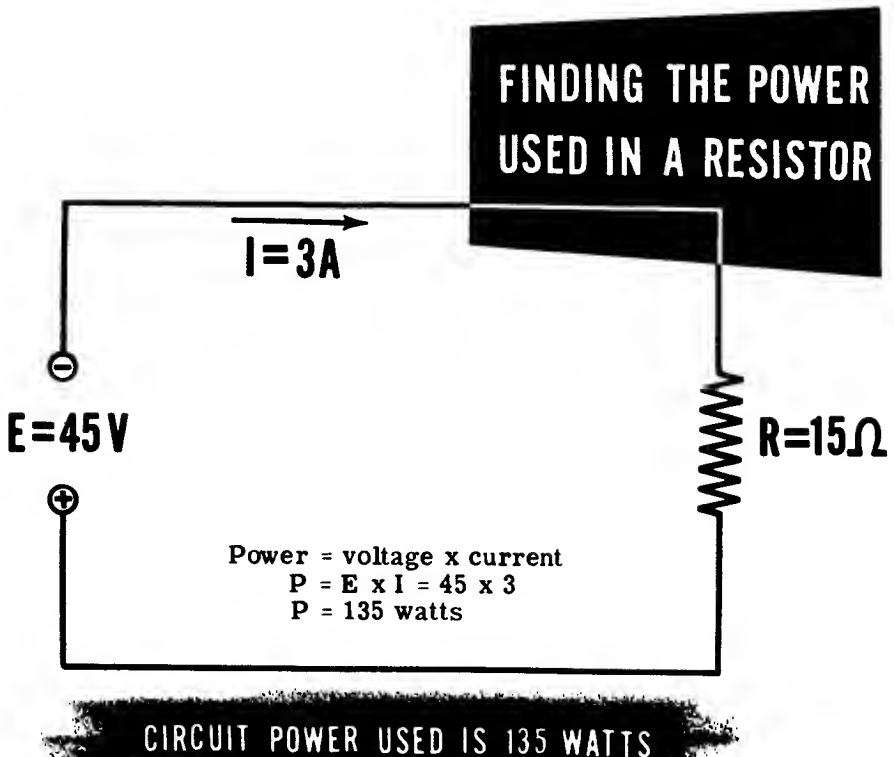 FINDING THE POWER
USED IN A RESISTOR
I=3A
⊖
E=45V
⊕
R=15Ω
Power = voltage x current
P = E x I = 45 x 3
P = 135 watts
CIRCUIT POWER USED IS 135 WATTS